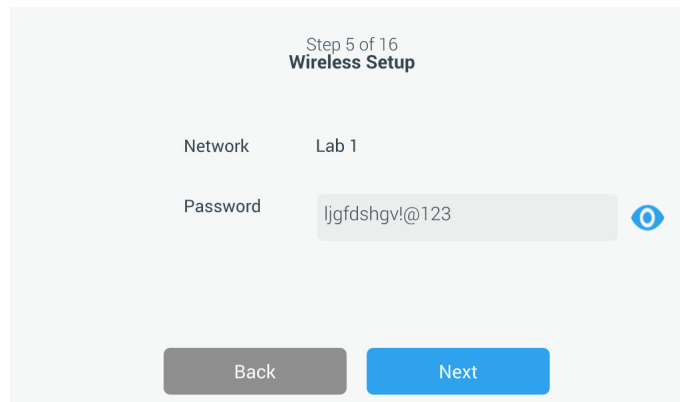 Step 5 of 16
Wireless Setup
Network Lab 1
Password ljgfdshgv!@123
Back Next